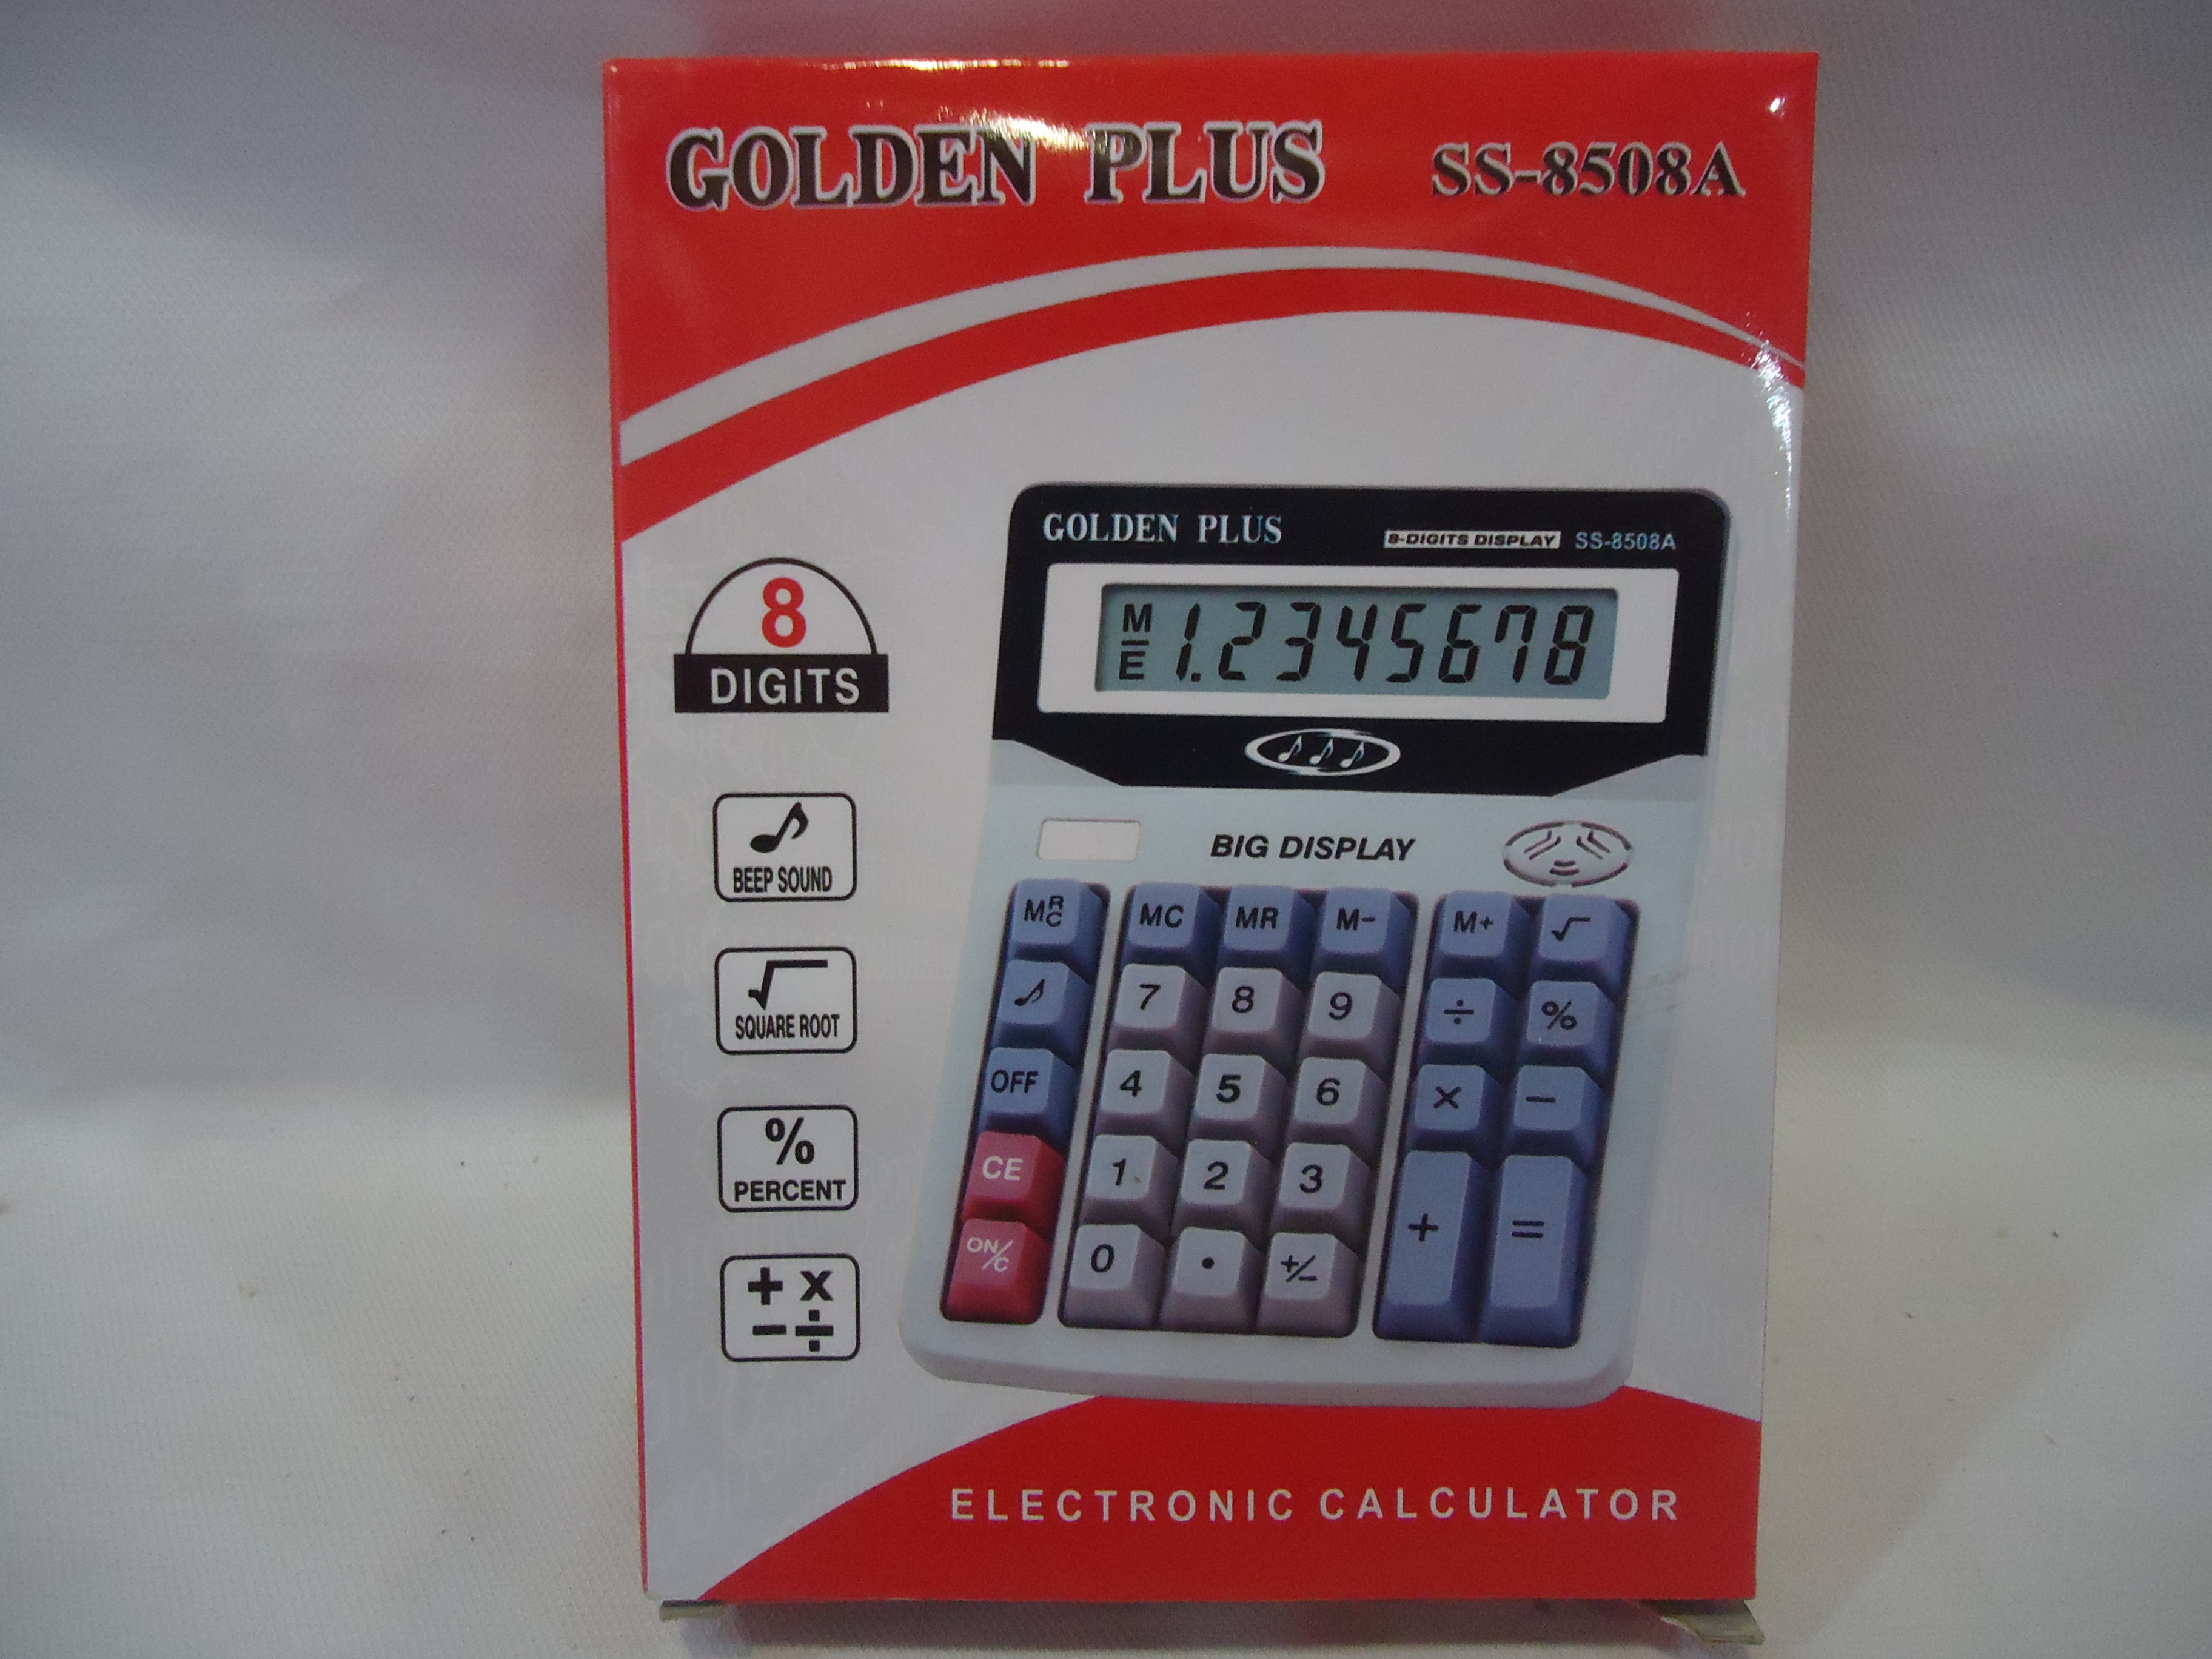 GOLDEN PLUS SS-8508A
GOLDEN PLUS 8-DIGITS DISPLAY SS-8508A
8
DIGITS
M
E
1.2345678
BEEP SOUND
BIG DISPLAY
√
SQUARE ROOT
%
PERCENT
+ x
− ÷
MRC MC MR M− M+ √
♪ 7 8 9 ÷ %
OFF 4 5 6 × −
CE 1 2 3 + =
ON/C 0 • +/−
ELECTRONIC CALCULATOR